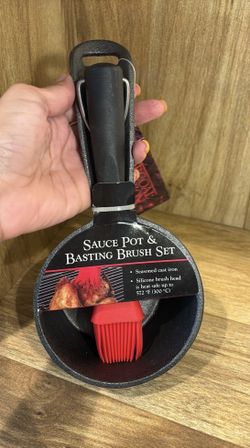 SAUCE POT &
BASTING BRUSH SET
• Seasoned cast iron
• Silicone brush head
is heat safe up to
572 °F (300 °C)